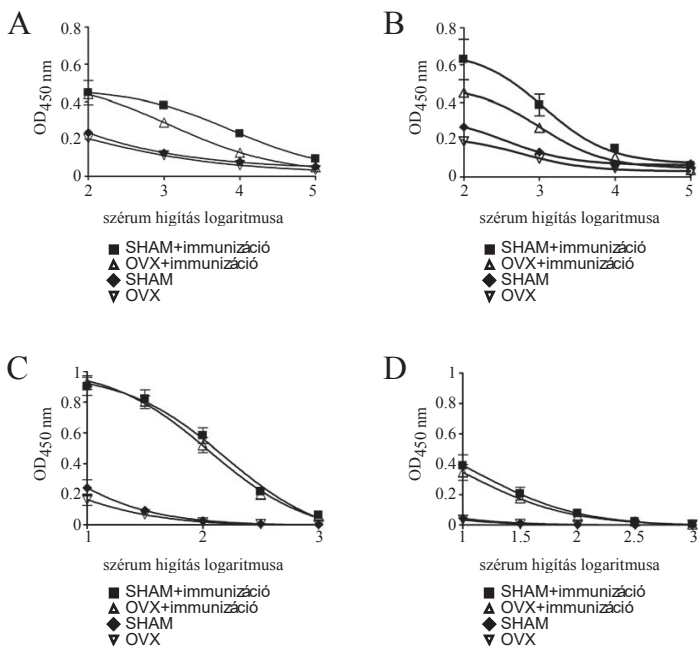 A
0.8
0.6
0.4
0.2
0
OD450 nm
2 3 4 5
szérum hígítás logaritmusa
SHAM+immunizáció
OVX+immunizáció
SHAM
OVX
B
0.8
0.6
0.4
0.2
0
OD450 nm
2 3 4 5
szérum hígítás logaritmusa
SHAM+immunizáció
OVX+immunizáció
SHAM
OVX
C
1
0.8
0.6
0.4
0.2
0
OD450 nm
1 2 3
szérum hígítás logaritmusa
SHAM+immunizáció
OVX+immunizáció
SHAM
OVX
D
1
0.8
0.6
0.4
0.2
0
OD450 nm
1 1.5 2 2.5 3
szérum hígítás logaritmusa
SHAM+immunizáció
OVX+immunizáció
SHAM
OVX